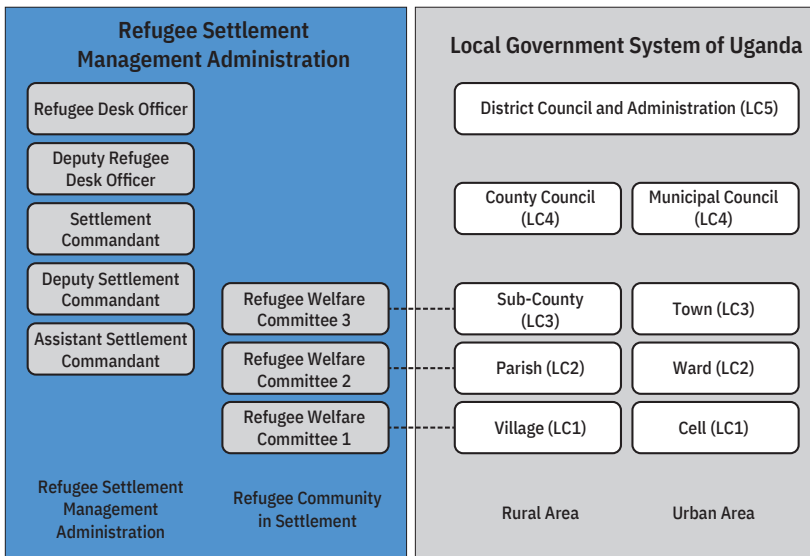 Refugee Settlement
Management Administration
Refugee Desk Officer
Deputy Refugee
Desk Officer
Settlement
Commandant
Deputy Settlement
Commandant
Assistant Settlement
Commandant
Refugee Welfare
Committee 3
Refugee Welfare
Committee 2
Refugee Welfare
Committee 1
Refugee Settlement
Management
Administration
Refugee Community
in Settlement
Local Government System of Uganda
District Council and Administration (LC5)
County Council
(LC4)
Municipal Council
(LC4)
Sub-County
(LC3)
Town (LC3)
Parish (LC2)
Ward (LC2)
Village (LC1)
Cell (LC1)
Rural Area
Urban Area